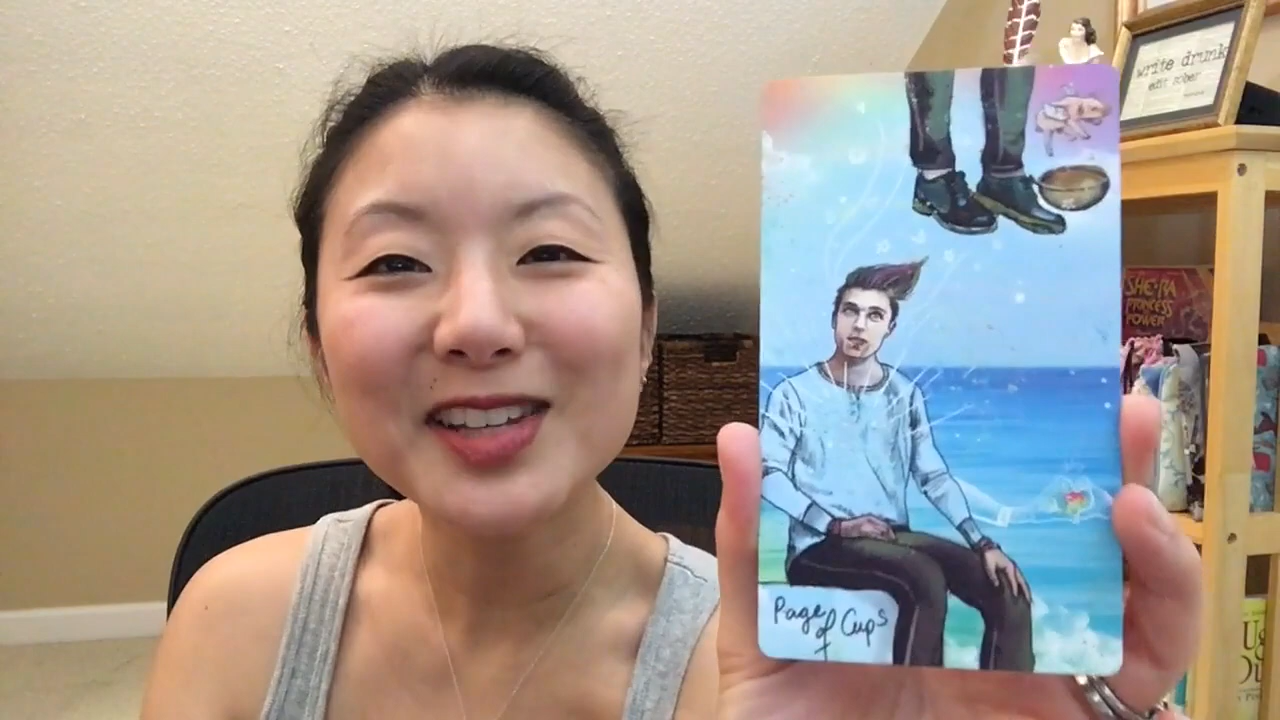 write drunk
edit sober
SHE-RA
PRINCESS
POWER
Page
of Cups